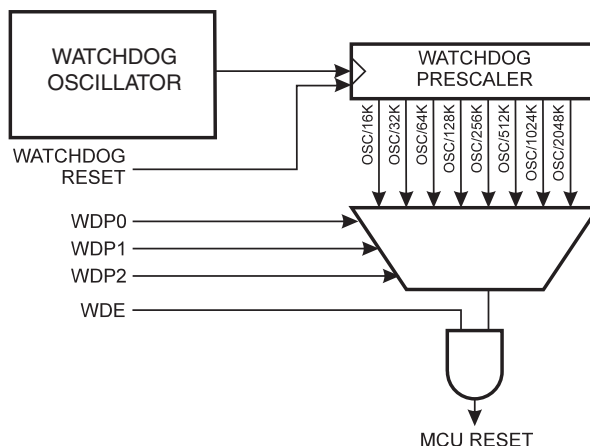 WATCHDOG
OSCILLATOR
WATCHDOG
PRESCALER
WATCHDOG
RESET
OSC/16K
OSC/32K
OSC/64K
OSC/128K
OSC/256K
OSC/512K
OSC/1024K
OSC/2048K
WDP0
WDP1
WDP2
WDE
MCU RESET